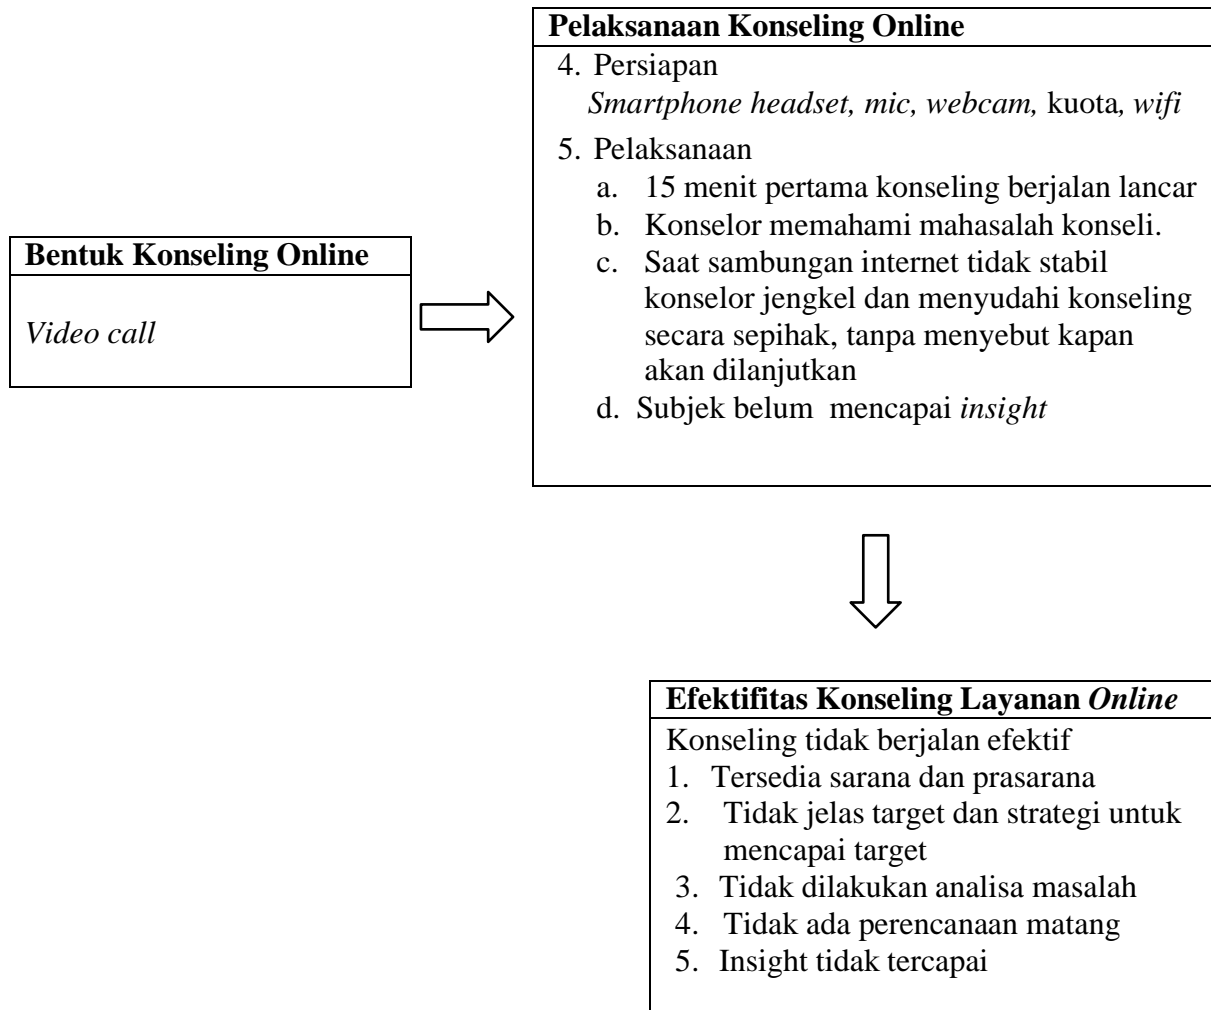 Pelaksanaan Konseling Online
4. Persiapan
Smartphone headset, mic, webcam, kuota, wifi
5. Pelaksanaan
a. 15 menit pertama konseling berjalan lancar
b. Konselor memahami mahasalah konseli.
c. Saat sambungan internet tidak stabil
konselor jengkel dan menyudahi konseling
secara sepihak, tanpa menyebut kapan
akan dilanjutkan
d. Subjek belum mencapai insight
Bentuk Konseling Online
Video call
Efektifitas Konseling Layanan Online
Konseling tidak berjalan efektif
1. Tersedia sarana dan prasarana
2. Tidak jelas target dan strategi untuk
mencapai target
3. Tidak dilakukan analisa masalah
4. Tidak ada perencanaan matang
5. Insight tidak tercapai